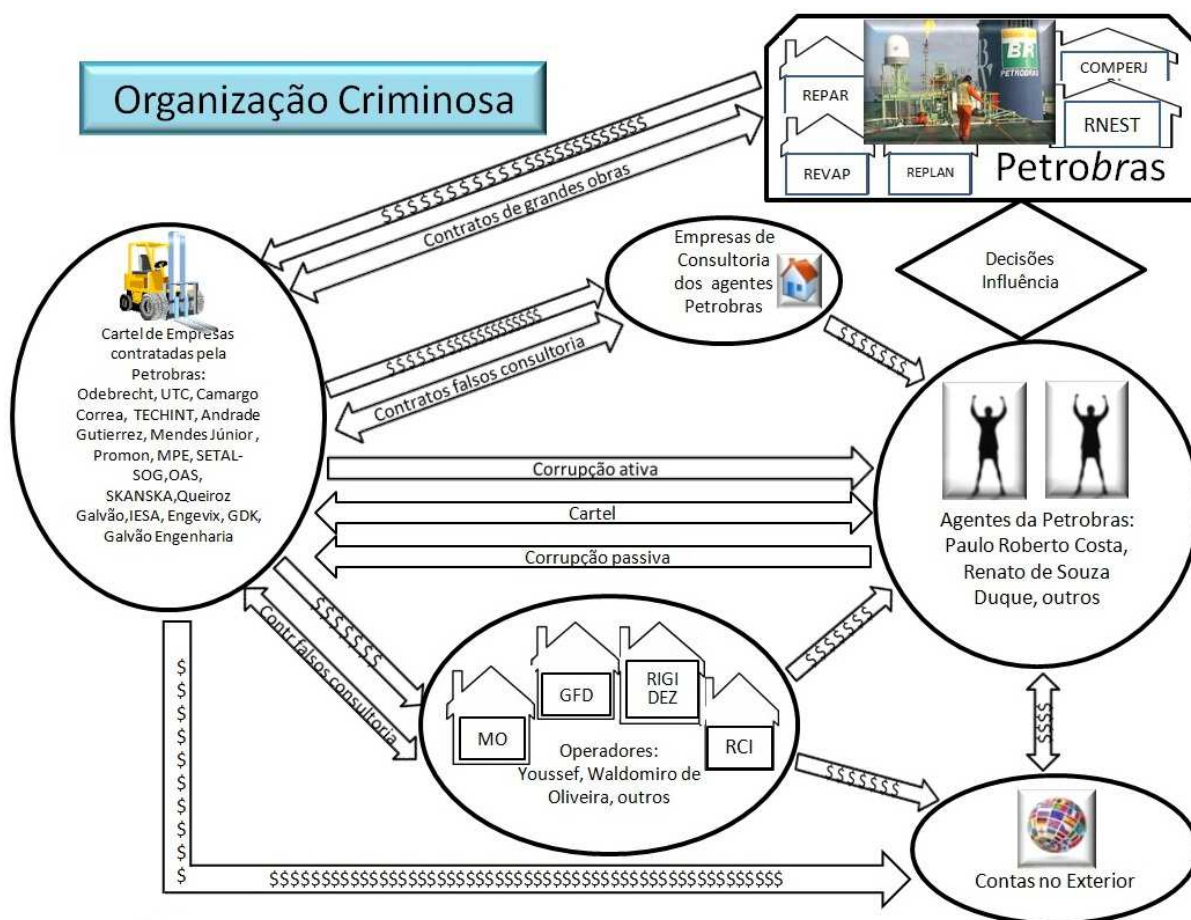 Organização Criminosa
REPAR
BR
PETROBRAS
COMPERJ
RNEST
REVAP
REPLAN
Petrobras
$ $ $ $ $ $ $ $ $ $ $ $$$$$$$$$$$$$
Contratos de grandes obras
Decisões
Influência
Empresas de
Consultoria
dos agentes
Petrobras
$$$$$$$
$$$$$ $ $$$$$$$$$$$$$
Contratos falsos consultoria
Cartel de Empresas
contratadas pela
Petrobras:
Odebrecht, UTC, Camargo
Correa, TECHINT, Andrade
Gutierrez, Mendes Júnior ,
Promon, MPE, SETAL-
SOG,OAS,
SKANSKA,Queiroz
Galvão,IESA, Engevix, GDK,
Galvão Engenharia
Corrupção ativa
Cartel
Corrupção passiva
Agentes da Petrobras:
Paulo Roberto Costa,
Renato de Souza
Duque, outros
$$$$$$$
Contr falsos consultoria
MO
GFD
RIGI
DEZ
RCI
Operadores:
Youssef, Waldomiro de
Oliveira, outros
$$$$$$$
$$$$$$$
$$$$
Contas no Exterior
$
$
$
$
$
$
$
$
$
$
$$$$$$$$$$$$$$$$$$$$$$$$$$$$$$$$$$$$$$$$